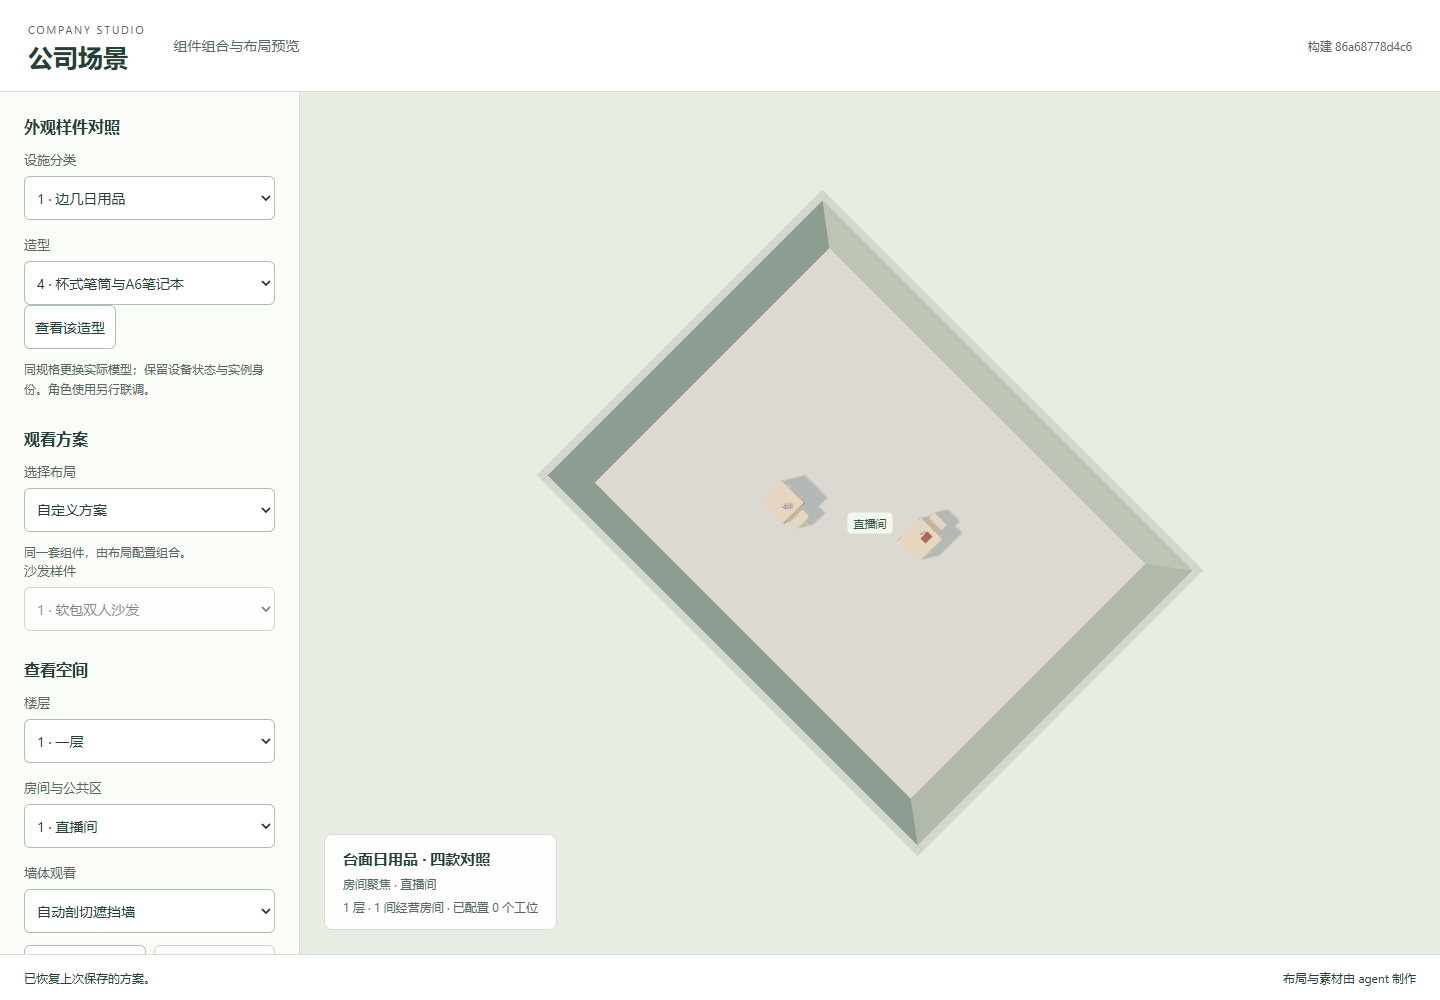 COMPANY STUDIO
公司场景
组件组合与布局预览
构建 86a68778d4c6
外观样件对照
设施分类
1 · 边几日用品
造型
4 · 杯式笔筒与A6笔记本
查看该造型
同规格更换实际模型；保留设备状态与实例身
份。角色使用另行联调。
观看方案
选择布局
自定义方案
同一套组件，由布局配置组合。
沙发样件
1 · 软包双人沙发
查看空间
楼层
1 · 一层
房间与公共区
1 · 直播间
墙体观看
自动剖切遮挡墙
直播间
台面日用品 · 四款对照
房间聚焦 · 直播间
1 层 · 1 间经营房间 · 已配置 0 个工位
已恢复上次保存的方案。
布局与素材由 agent 制作